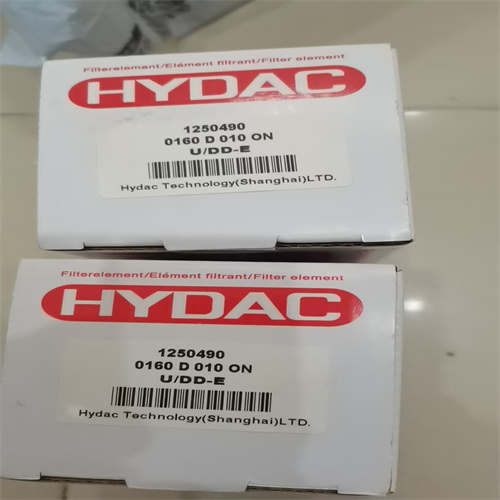 Filterelement/Elément filtrant/Filter element
HYDAC
1250490
0160 D 010 ON
U/DD-E
Hydac Technology(Shanghai)LTD.
Filterelement/Elément filtrant/Filter element
HYDAC
1250490
0160 D 010 ON
U/DD-E
Hydac Technology(Shanghai)LTD.